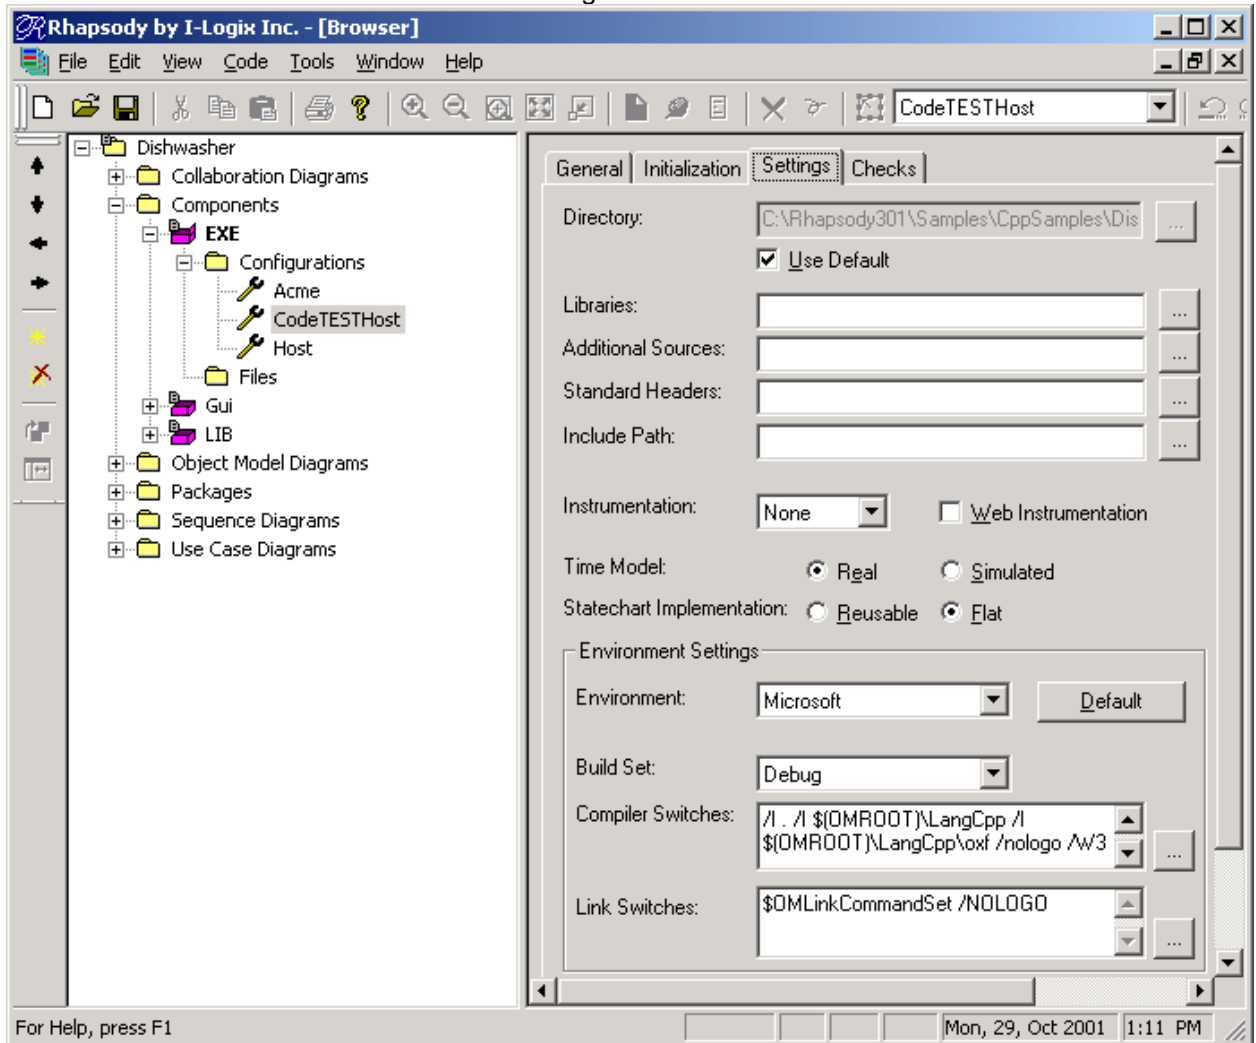 Rhapsody by I-Logix Inc. - [Browser]
File Edit View Code Tools Window Help
CodeTESTHost
Dishwasher
Collaboration Diagrams
Components
EXE
Configurations
Acme
CodeTESTHost
Host
Files
Gui
LIB
Object Model Diagrams
Packages
Sequence Diagrams
Use Case Diagrams
General Initialization Settings Checks
Directory: C:\Rhapsody301\Samples\CppSamples\Dis ...
Use Default
Libraries: ...
Additional Sources: ...
Standard Headers: ...
Include Path: ...
Instrumentation: None Web Instrumentation
Time Model: Real Simulated
Statechart Implementation: Reusable Flat
Environment Settings
Environment: Microsoft Default
Build Set: Debug
Compiler Switches: /I . /I $(OMROOT)\LangCpp /I
$(OMROOT)\LangCpp\oxf /nologo /W3 ...
Link Switches: $OMLinkCommandSet /NOLOGO
...
For Help, press F1 Mon, 29, Oct 2001 1:11 PM